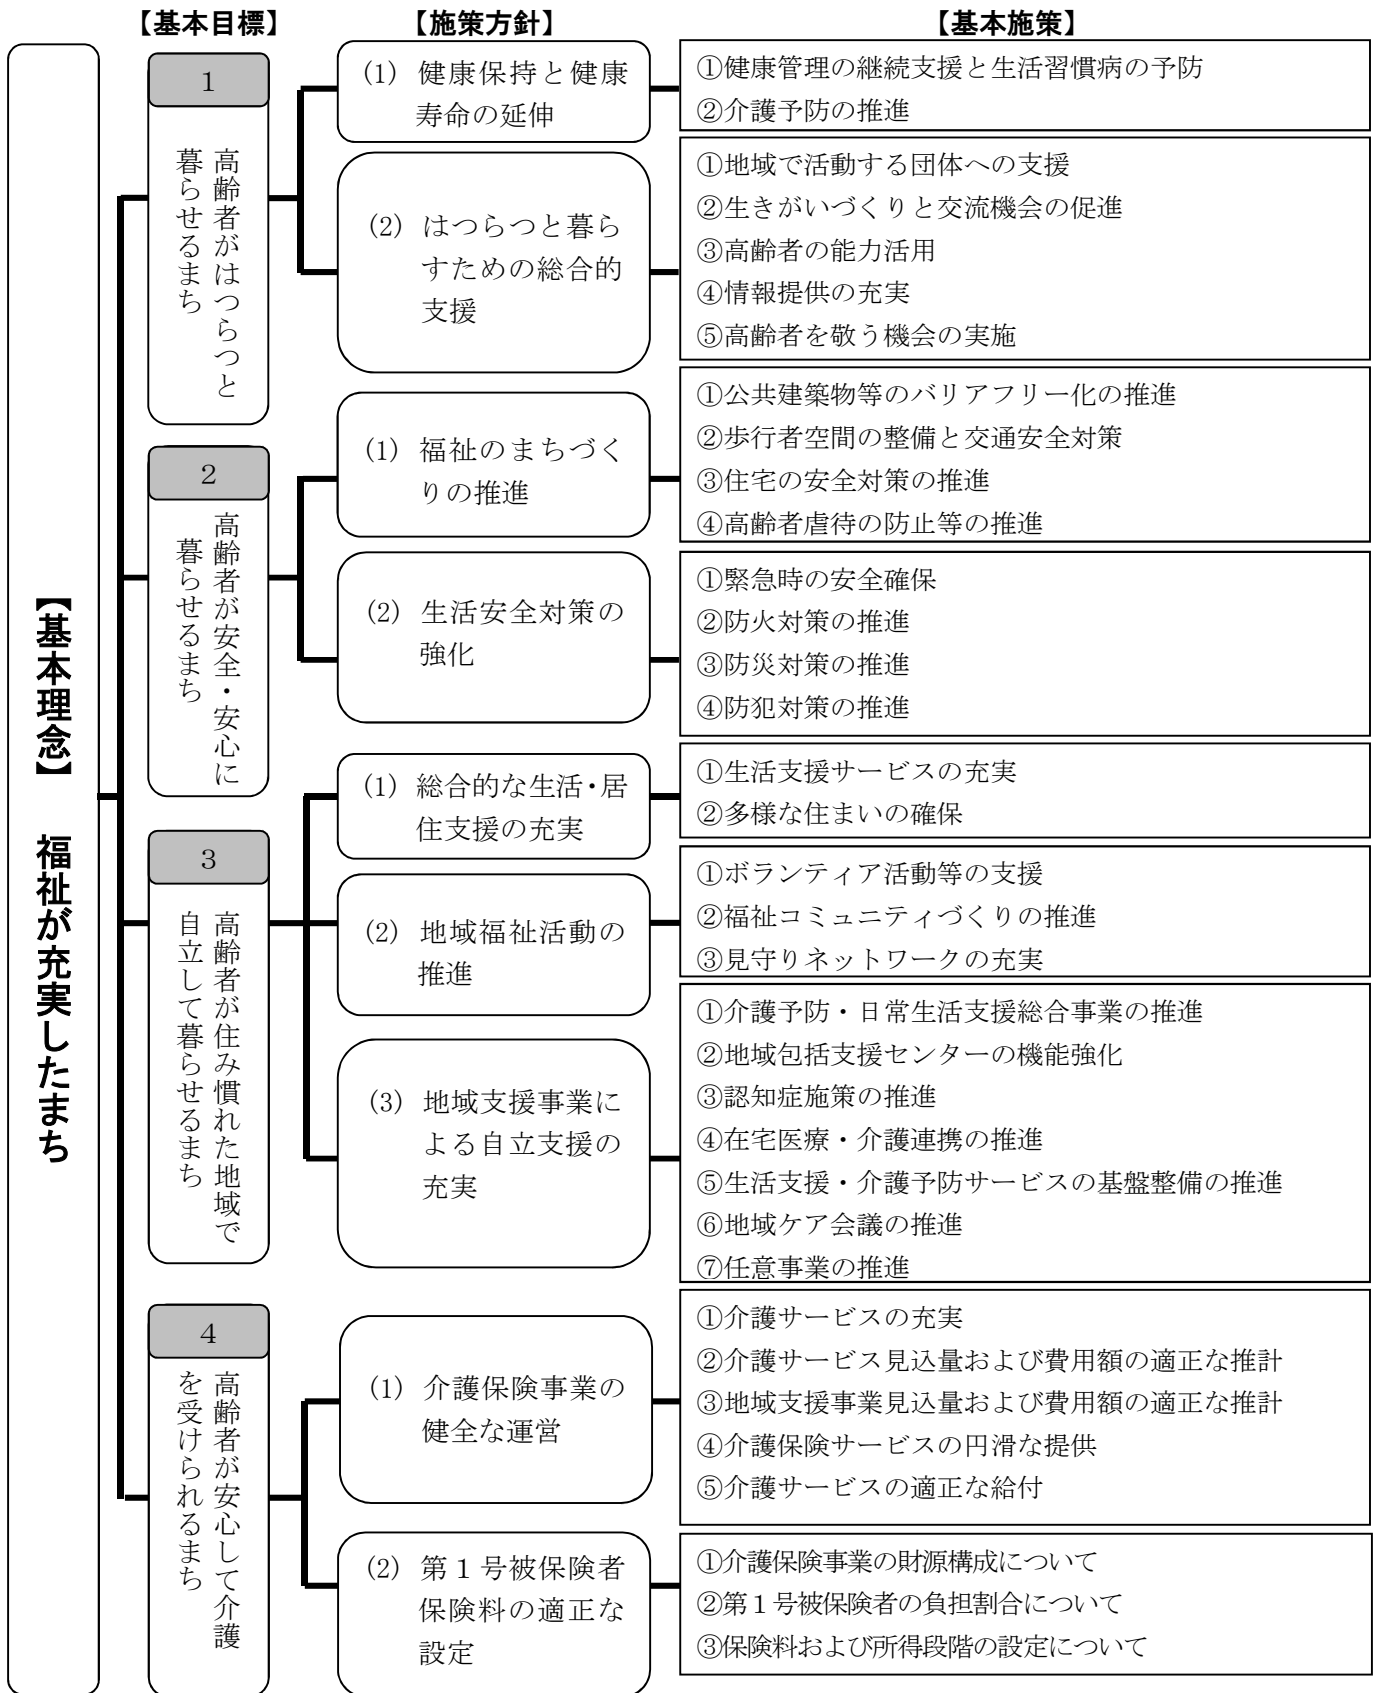 【基本目標】 【施策方針】 【基本施策】
【基本理念】 福祉が充実したまち
1
高齢者がはつらつと
暮らせるまち
(1) 健康保持と健康
寿命の延伸
①健康管理の継続支援と生活習慣病の予防
②介護予防の推進
(2) はつらつと暮ら
すための総合的
支援
①地域で活動する団体への支援
②生きがいづくりと交流機会の促進
③高齢者の能力活用
④情報提供の充実
⑤高齢者を敬う機会の実施
2
高齢者が安全・安心に
暮らせるまち
(1) 福祉のまちづく
りの推進
①公共建築物等のバリアフリー化の推進
②歩行者空間の整備と交通安全対策
③住宅の安全対策の推進
④高齢者虐待の防止等の推進
(2) 生活安全対策の
強化
①緊急時の安全確保
②防火対策の推進
③防災対策の推進
④防犯対策の推進
3
高齢者が住み慣れた地域で
自立して暮らせるまち
(1) 総合的な生活・居
住支援の充実
①生活支援サービスの充実
②多様な住まいの確保
(2) 地域福祉活動の
推進
①ボランティア活動等の支援
②福祉コミュニティづくりの推進
③見守りネットワークの充実
(3) 地域支援事業に
よる自立支援の
充実
①介護予防・日常生活支援総合事業の推進
②地域包括支援センターの機能強化
③認知症施策の推進
④在宅医療・介護連携の推進
⑤生活支援・介護予防サービスの基盤整備の推進
⑥地域ケア会議の推進
⑦任意事業の推進
4
高齢者が安心して介護
を受けられるまち
(1) 介護保険事業の
健全な運営
①介護サービスの充実
②介護サービス見込量および費用額の適正な推計
③地域支援事業見込量および費用額の適正な推計
④介護保険サービスの円滑な提供
⑤介護サービスの適正な給付
(2) 第１号被保険者
保険料の適正な
設定
①介護保険事業の財源構成について
②第１号被保険者の負担割合について
③保険料および所得段階の設定について